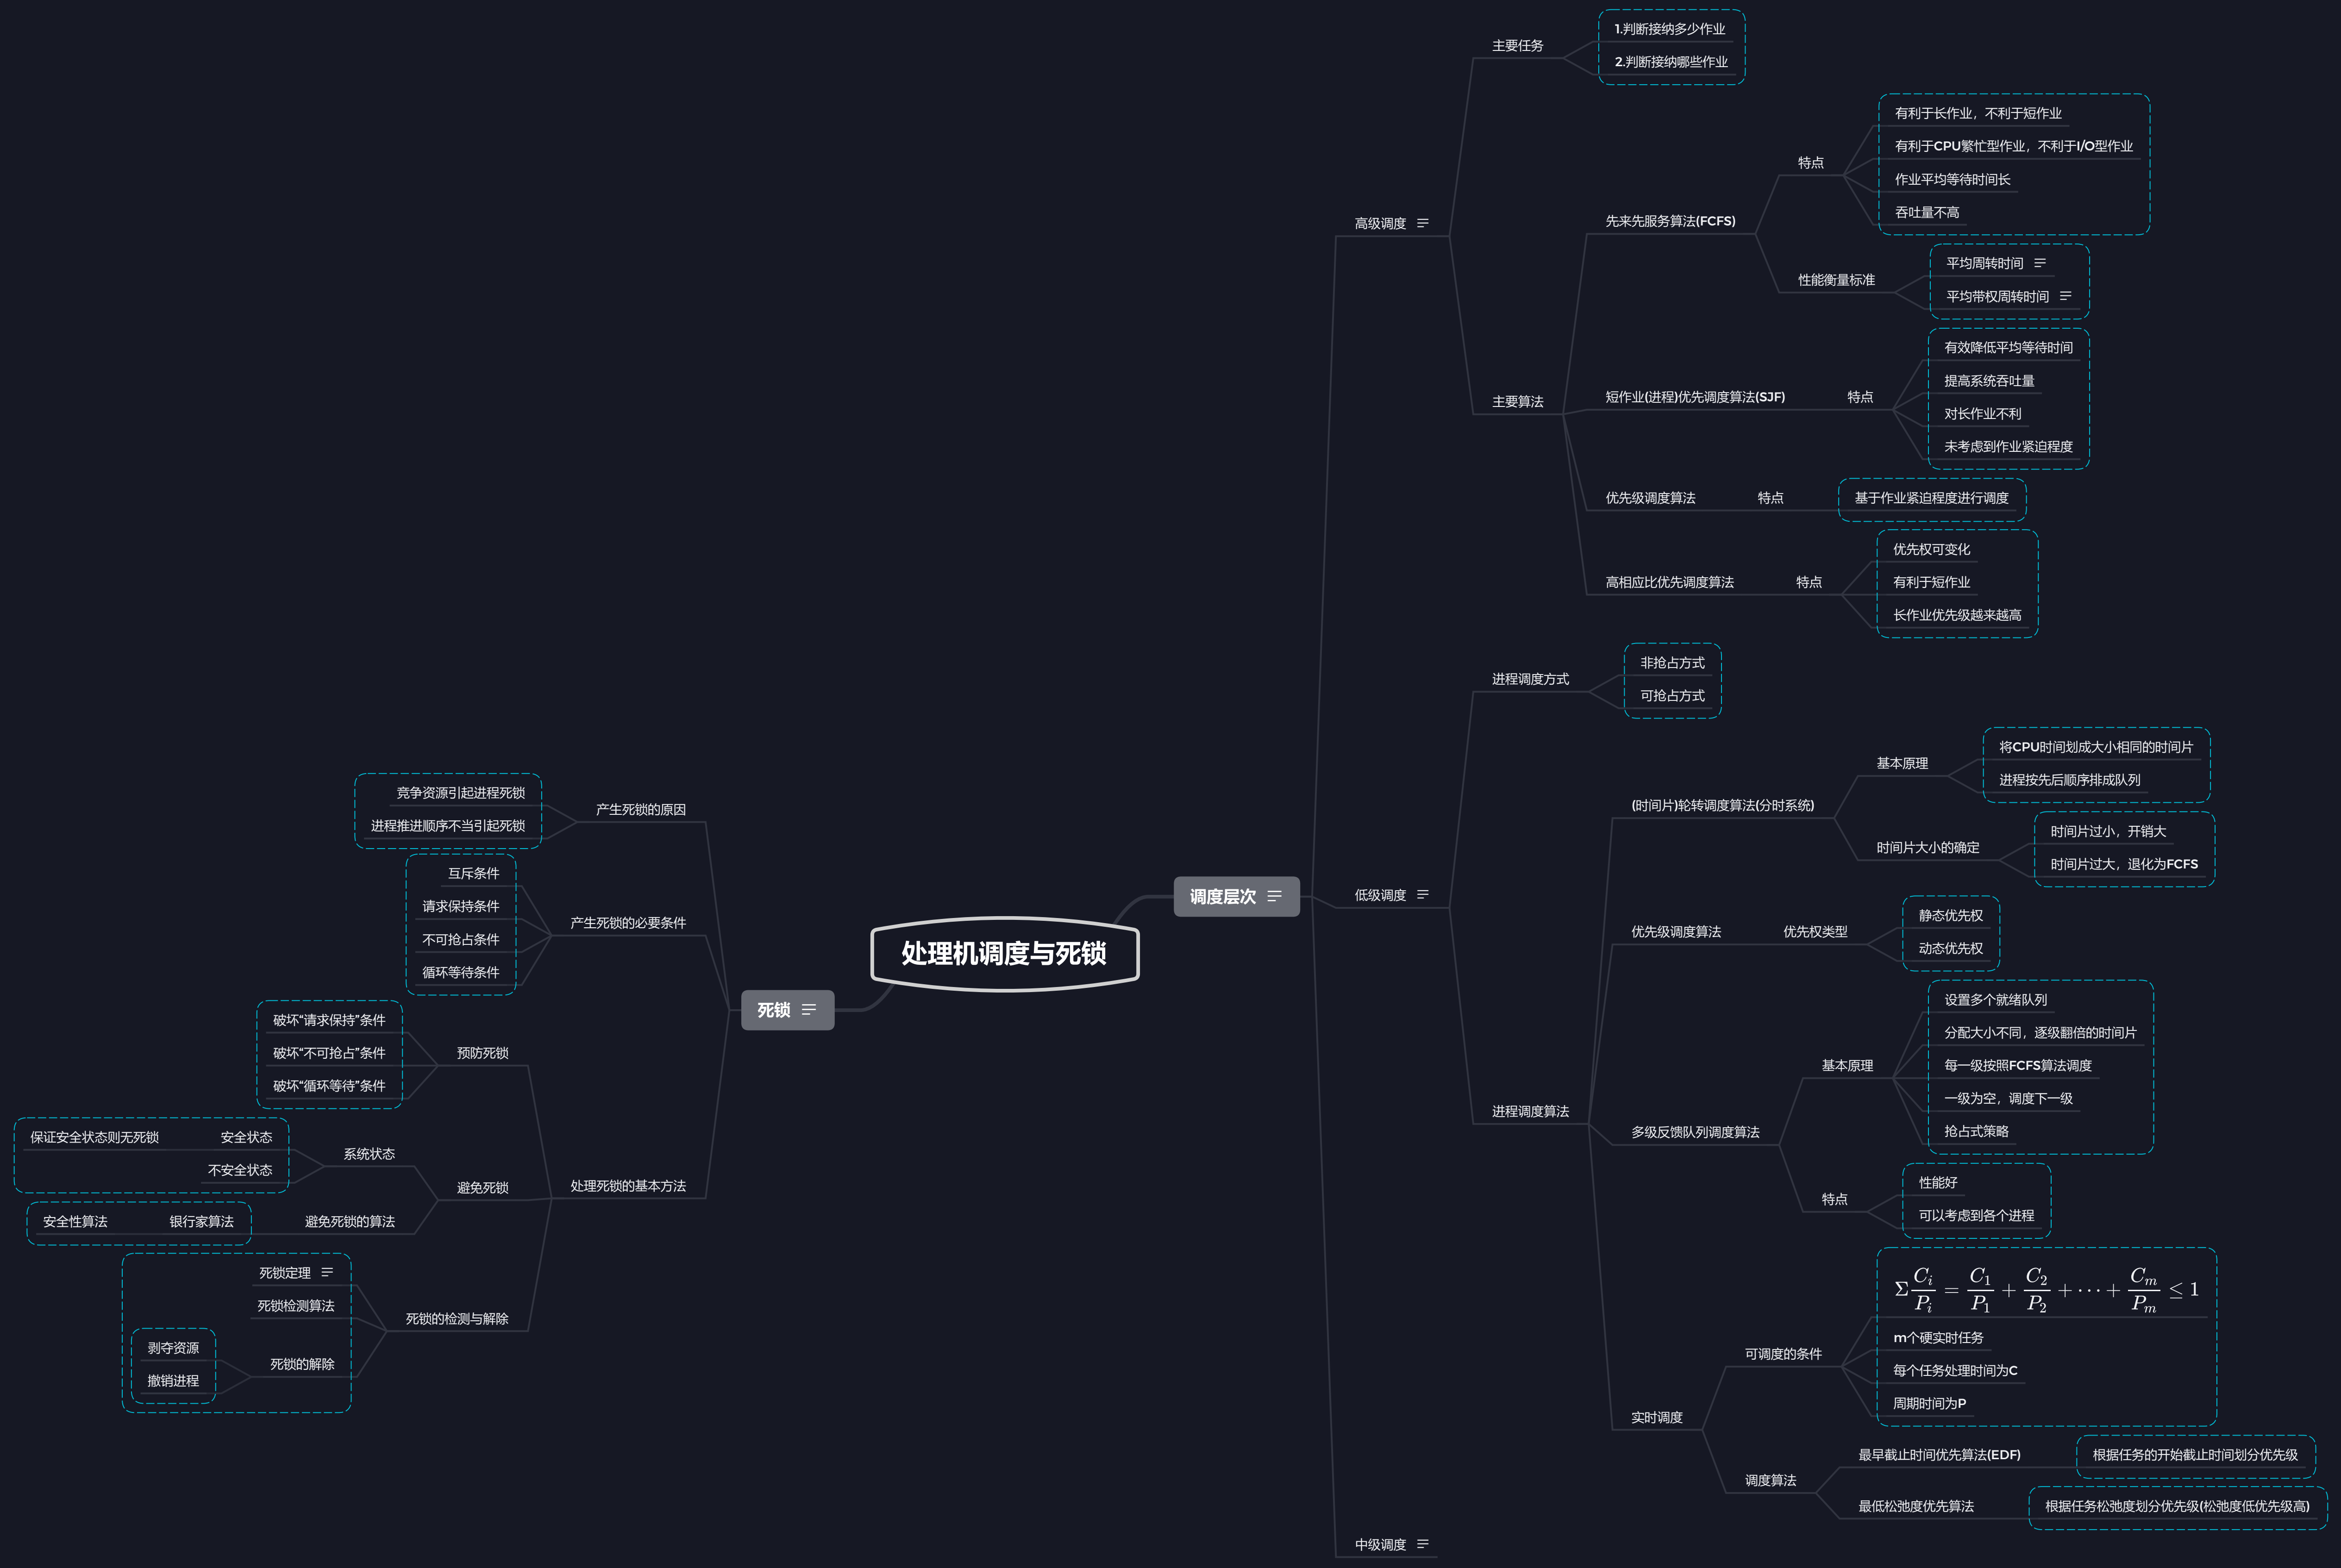 处理机调度与死锁
调度层次
高级调度
主要任务
1.判断接纳多少作业
2.判断接纳哪些作业
主要算法
先来先服务算法(FCFS)
特点
有利于长作业，不利于短作业
有利于CPU繁忙型作业，不利于I/O型作业
作业平均等待时间长
吞吐量不高
性能衡量标准
平均周转时间
平均带权周转时间
短作业(进程)优先调度算法(SJF)
特点
有效降低平均等待时间
提高系统吞吐量
对长作业不利
未考虑到作业紧迫程度
优先级调度算法
特点
基于作业紧迫程度进行调度
高相应比优先调度算法
特点
优先权可变化
有利于短作业
长作业优先级越来越高
低级调度
进程调度方式
非抢占方式
可抢占方式
进程调度算法
(时间片)轮转调度算法(分时系统)
基本原理
将CPU时间划成大小相同的时间片
进程按先后顺序排成队列
时间片大小的确定
时间片过小，开销大
时间片过大，退化为FCFS
优先级调度算法
优先权类型
静态优先权
动态优先权
多级反馈队列调度算法
基本原理
设置多个就绪队列
分配大小不同，逐级翻倍的时间片
每一级按照FCFS算法调度
一级为空，调度下一级
抢占式策略
特点
性能好
可以考虑到各个进程
实时调度
可调度的条件
Σ C_i/P_i = C_1/P_1 + C_2/P_2 + ⋯ + C_m/P_m ≤ 1
m个硬实时任务
每个任务处理时间为C
周期时间为P
调度算法
最早截止时间优先算法(EDF)
根据任务的开始截止时间划分优先级
最低松弛度优先算法
根据任务松弛度划分优先级(松弛度低优先级高)
中级调度
死锁
产生死锁的原因
竞争资源引起进程死锁
进程推进顺序不当引起死锁
产生死锁的必要条件
互斥条件
请求保持条件
不可抢占条件
循环等待条件
处理死锁的基本方法
预防死锁
破坏“请求保持”条件
破坏“不可抢占”条件
破坏“循环等待”条件
避免死锁
系统状态
安全状态
保证安全状态则无死锁
不安全状态
避免死锁的算法
银行家算法
安全性算法
死锁的检测与解除
死锁定理
死锁检测算法
死锁的解除
剥夺资源
撤销进程